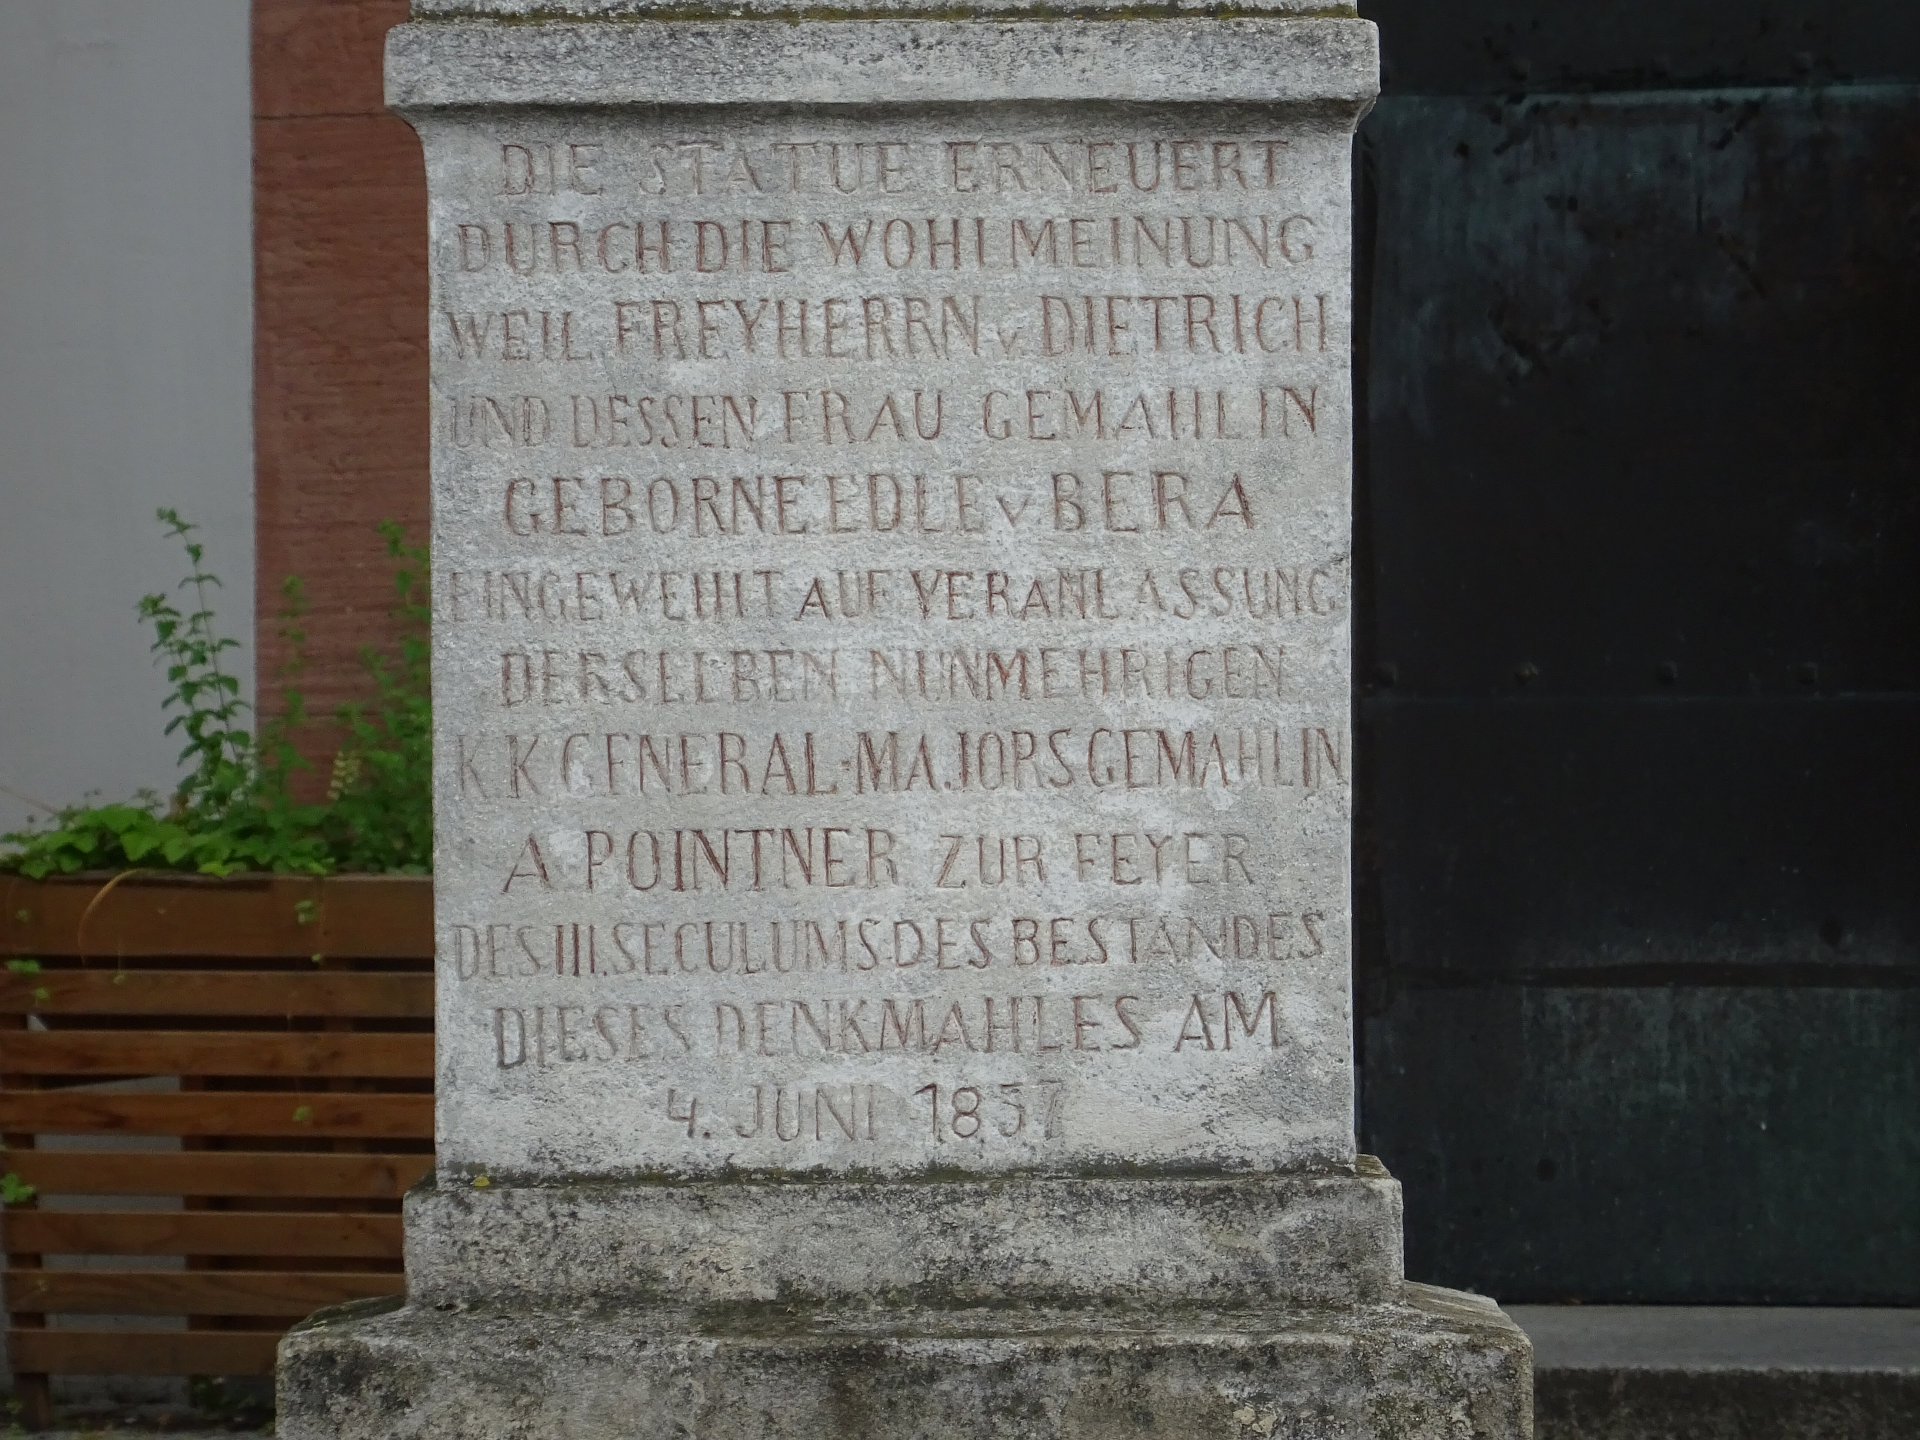 DIE STATUE ERNEUERT
DURCH DIE WOHLMEINUNG
WEIL FREYHERRN v DIETRICH
UND DESSEN FRAU GEMAHLIN
GEBORNE EDLE v BERA
EINGEWEHIT AUF VERANLASSUNG
DERSELBEN NUNMEHRIGEN
K K GENERAL-MAJORS GEMAHLIN
A POINTNER ZUR FEYER
DES III. SECULUMS DES BESTANDES
DIESES DENKMAHLES AM
4. JUNI 1857